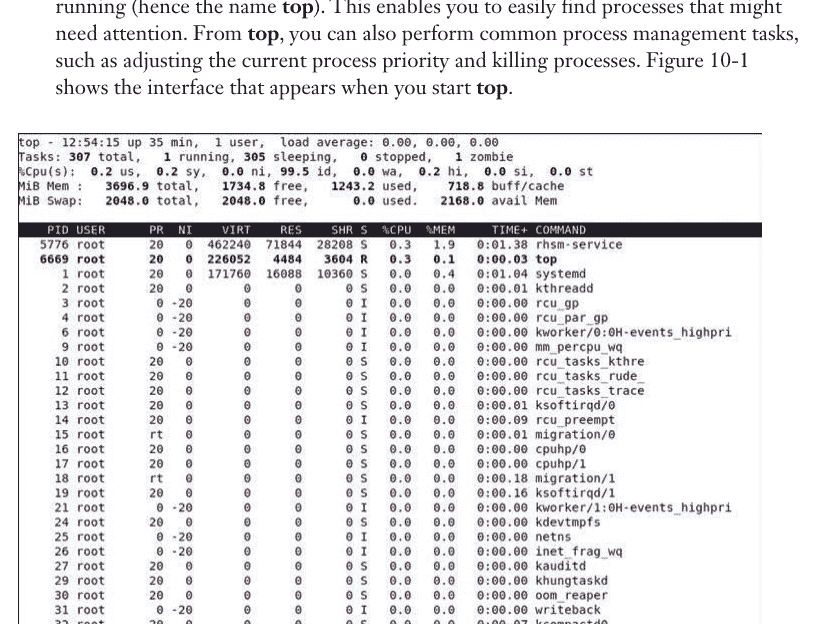 running (hence the name top). This enables you to easily find processes that might
need attention. From top, you can also perform common process management tasks,
such as adjusting the current process priority and killing processes. Figure 10-1
shows the interface that appears when you start top.
top - 12:54:15 up 35 min,  1 user,  load average: 0.00, 0.00, 0.00
Tasks: 307 total,   1 running, 305 sleeping,   0 stopped,   1 zombie
%Cpu(s):  0.2 us,  0.2 sy,  0.0 ni, 99.5 id,  0.0 wa,  0.2 hi,  0.0 si,  0.0 st
MiB Mem :   3696.9 total,   1734.8 free,   1243.2 used,    718.8 buff/cache
MiB Swap:   2048.0 total,   2048.0 free,      0.0 used.   2168.0 avail Mem
PID USER PR NI VIRT RES SHR S %CPU %MEM TIME+ COMMAND
5776 root 20 0 462240 71844 28208 S 0.3 1.9 0:01.38 rhsm-service
6669 root 20 0 226052 4484 3604 R 0.3 0.1 0:00.03 top
1 root 20 0 171760 16088 10360 S 0.0 0.4 0:01.04 systemd
2 root 20 0 0 0 0 S 0.0 0.0 0:00.01 kthreadd
3 root 0 -20 0 0 0 I 0.0 0.0 0:00.00 rcu_gp
4 root 0 -20 0 0 0 I 0.0 0.0 0:00.00 rcu_par_gp
6 root 0 -20 0 0 0 I 0.0 0.0 0:00.00 kworker/0:0H-events_highpri
9 root 0 -20 0 0 0 I 0.0 0.0 0:00.00 mm_percpu_wq
10 root 20 0 0 0 0 S 0.0 0.0 0:00.00 rcu_tasks_kthre
11 root 20 0 0 0 0 S 0.0 0.0 0:00.00 rcu_tasks_rude_
12 root 20 0 0 0 0 S 0.0 0.0 0:00.00 rcu_tasks_trace
13 root 20 0 0 0 0 S 0.0 0.0 0:00.01 ksoftirqd/0
14 root 20 0 0 0 0 I 0.0 0.0 0:00.09 rcu_preempt
15 root rt 0 0 0 0 S 0.0 0.0 0:00.01 migration/0
16 root 20 0 0 0 0 S 0.0 0.0 0:00.00 cpuhp/0
17 root 20 0 0 0 0 S 0.0 0.0 0:00.00 cpuhp/1
18 root rt 0 0 0 0 S 0.0 0.0 0:00.18 migration/1
19 root 20 0 0 0 0 S 0.0 0.0 0:00.16 ksoftirqd/1
21 root 0 -20 0 0 0 I 0.0 0.0 0:00.00 kworker/1:0H-events_highpri
24 root 20 0 0 0 0 S 0.0 0.0 0:00.00 kdevtmpfs
25 root 0 -20 0 0 0 I 0.0 0.0 0:00.00 netns
26 root 0 -20 0 0 0 I 0.0 0.0 0:00.00 inet_frag_wq
27 root 20 0 0 0 0 S 0.0 0.0 0:00.00 kauditd
29 root 20 0 0 0 0 S 0.0 0.0 0:00.00 khungtaskd
30 root 20 0 0 0 0 S 0.0 0.0 0:00.00 oom_reaper
31 root 0 -20 0 0 0 I 0.0 0.0 0:00.00 writeback